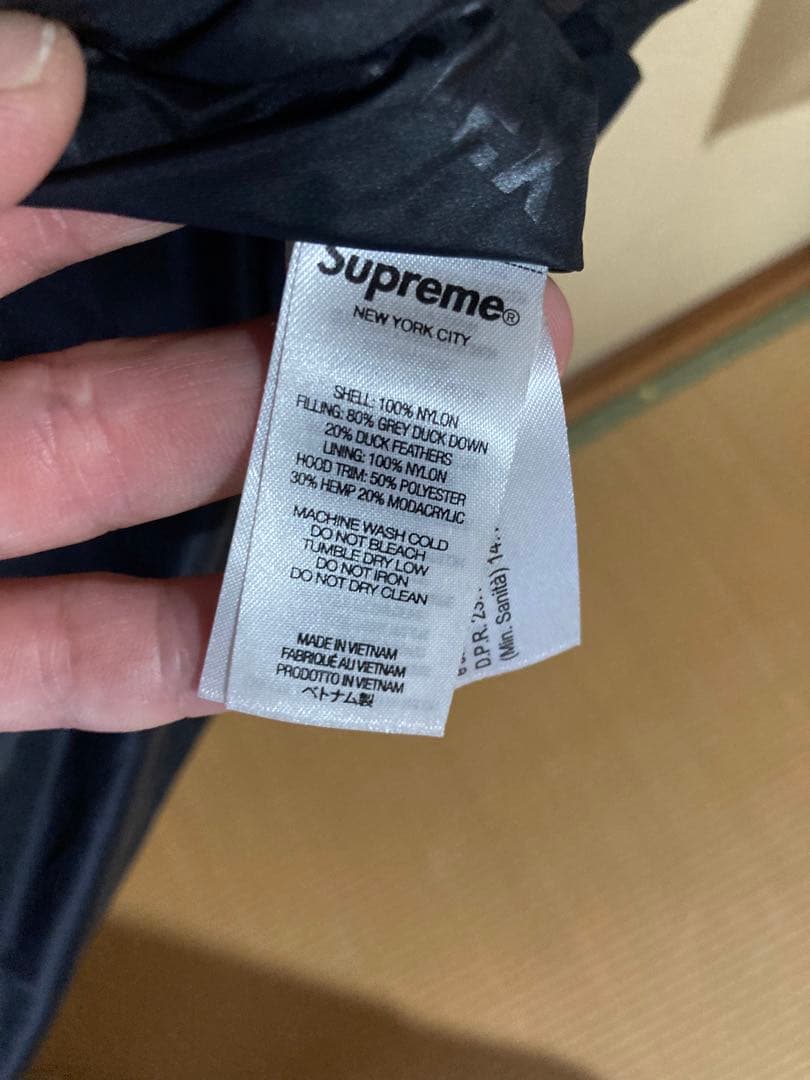 Supreme®
NEW YORK CITY
SHELL: 100% NYLON
FILLING: 80% GREY DUCK DOWN
20% DUCK FEATHERS
LINING: 100% NYLON
HOOD TRIM: 50% POLYESTER
30% HEMP 20% MODACRYLIC
MACHINE WASH COLD
DO NOT BLEACH
TUMBLE DRY LOW
DO NOT IRON
DO NOT DRY CLEAN
MADE IN VIETNAM
FABRIQUÉ AU VIETNAM
PRODOTTO IN VIETNAM
ベトナム製
D.P.R.
(Min. Sanità) 14.